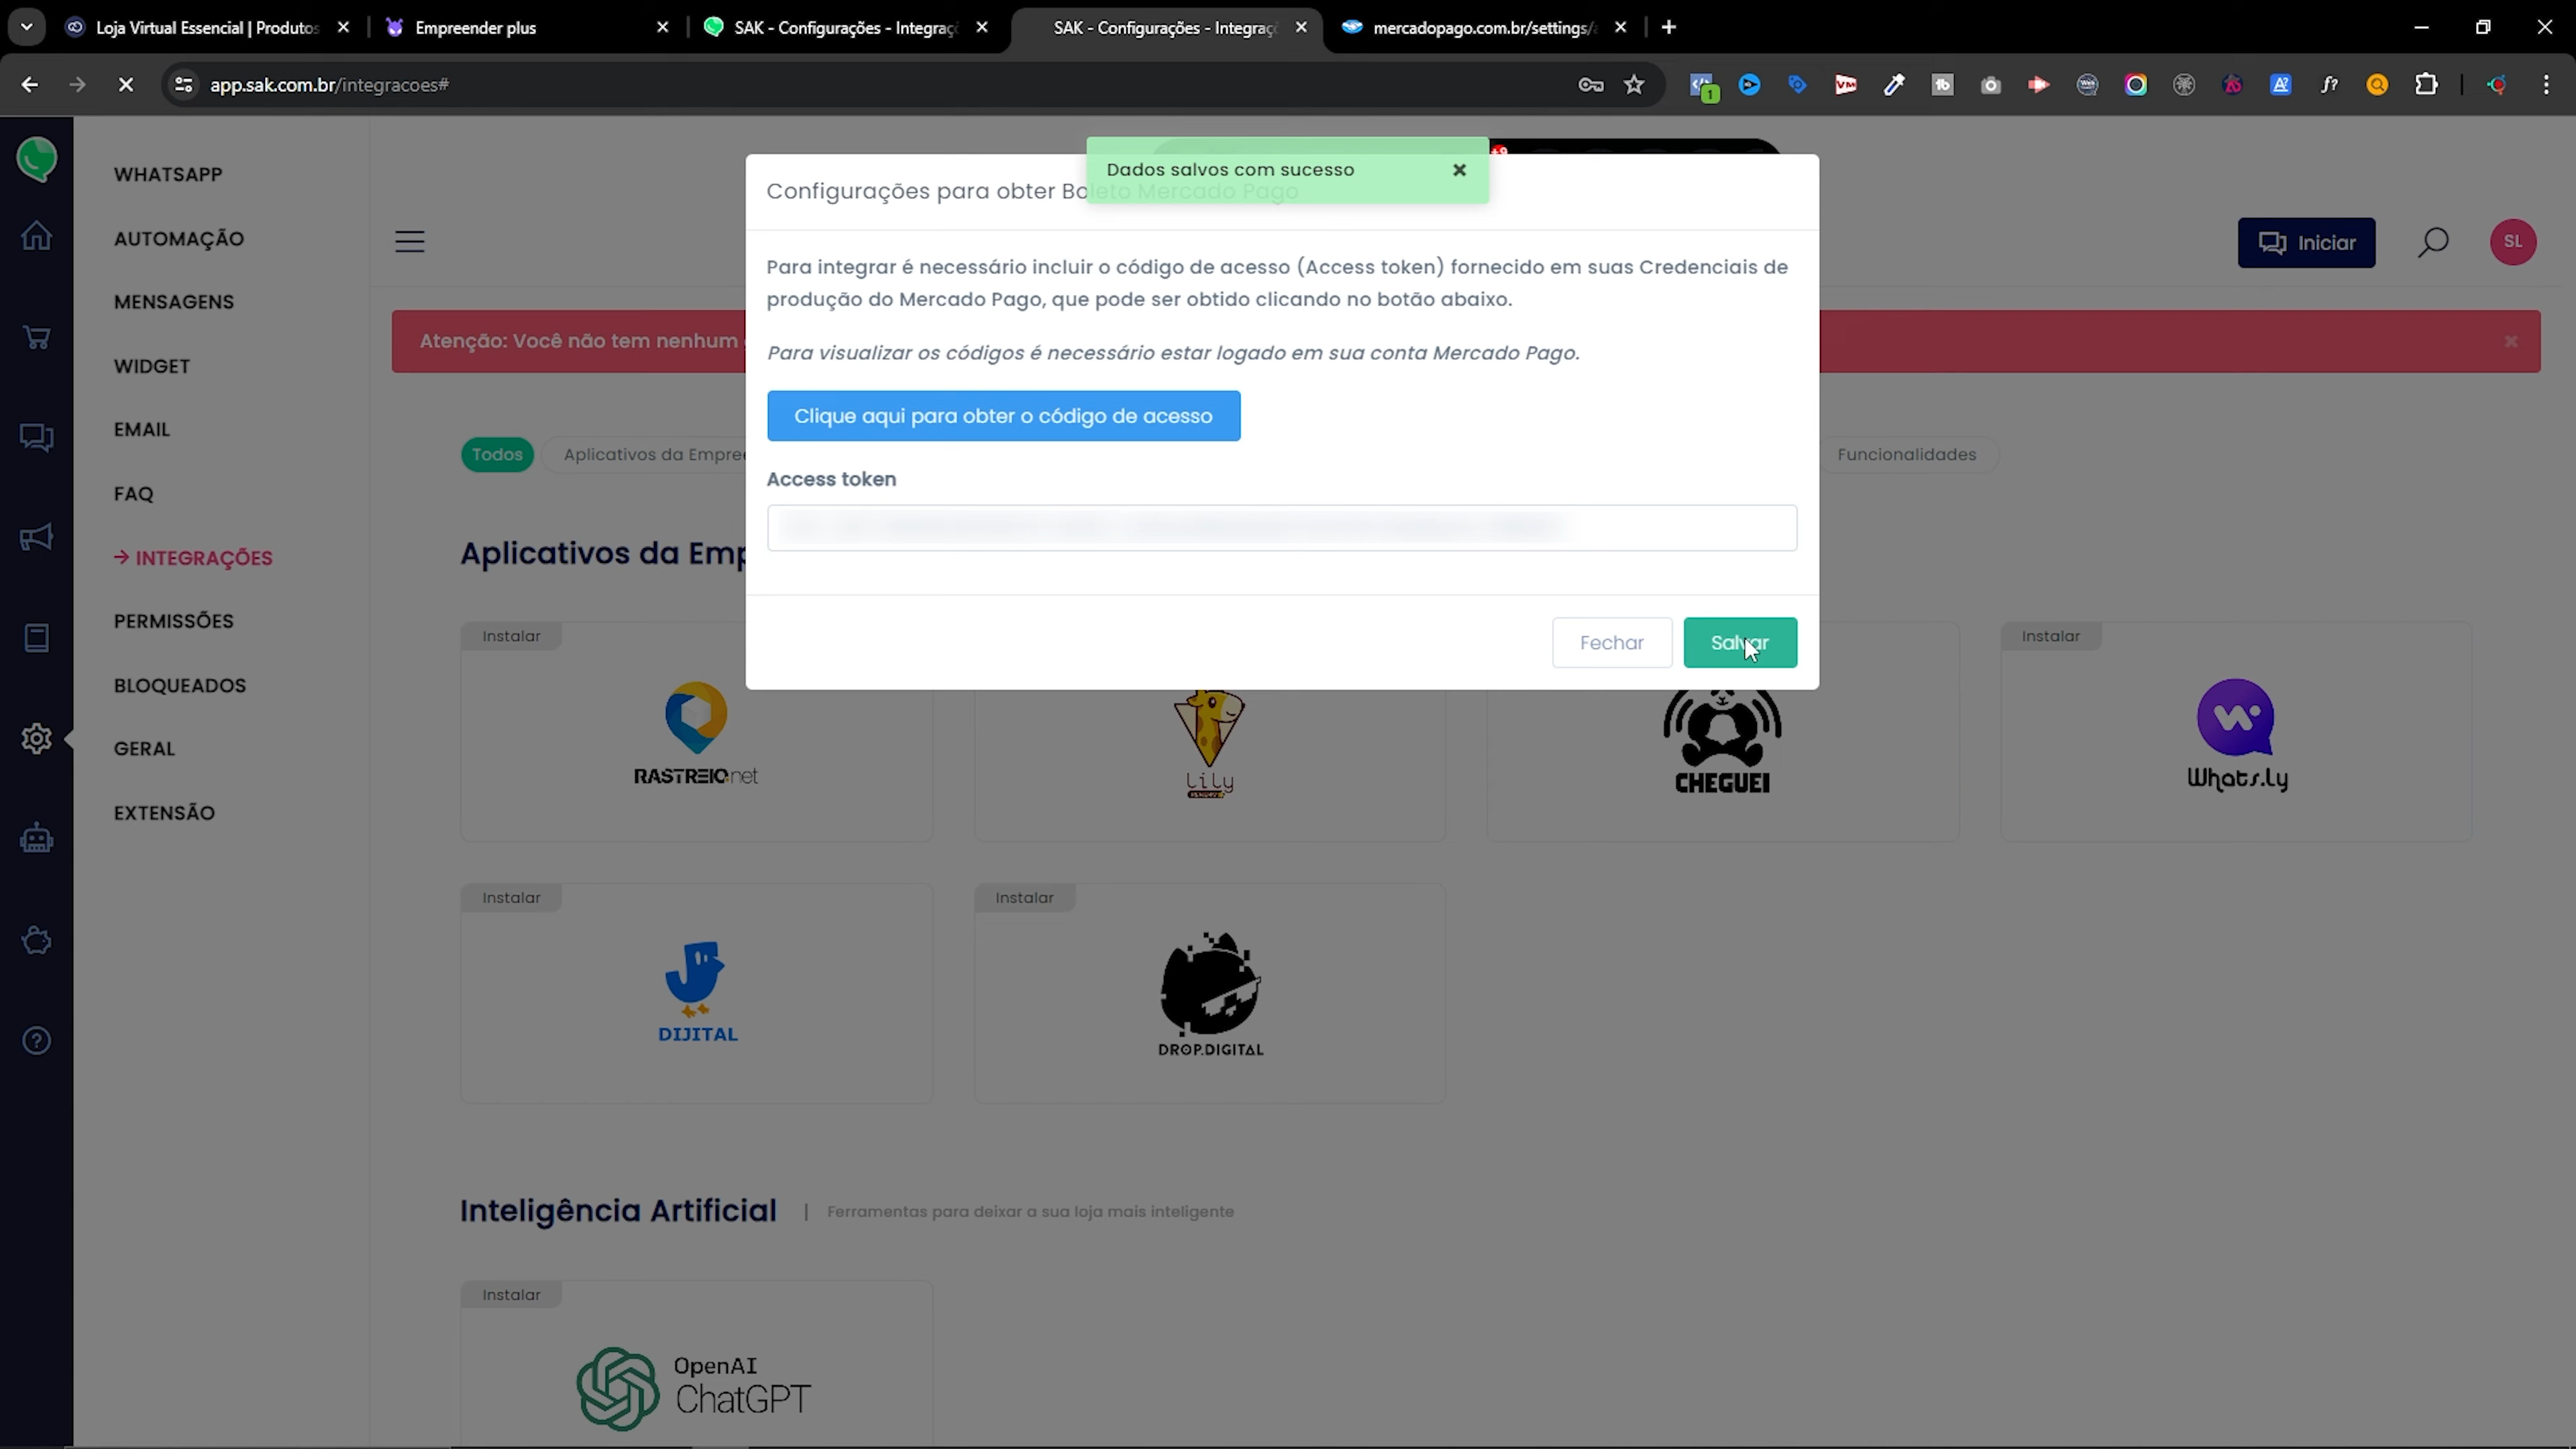 Loja Virtual Essencial | Produtos
Empreender plus
SAK - Configurações - Integraç
SAK - Configurações - Integraç
mercadopago.com.br/settings/
app.sak.com.br/integracoes#
1
WHATSAPP
AUTOMAÇÃO
MENSAGENS
WIDGET
EMAIL
FAQ
→ INTEGRAÇÕES
PERMISSÕES
BLOQUEADOS
GERAL
EXTENSÃO
Dados salvos com sucesso
Configurações para obter Boleto Mercado Pago
Iniciar
SL
Para integrar é necessário incluir o código de acesso (Access token) fornecido em suas Credenciais de
produção do Mercado Pago, que pode ser obtido clicando no botão abaixo.
Atenção: Você não tem nenhum
Para visualizar os códigos é necessário estar logado em sua conta Mercado Pago.
Clique aqui para obter o código de acesso
Todos
Aplicativos da Empree
Funcionalidades
Access token
Aplicativos da Emp
Fechar
Salvar
Instalar
Instalar
RASTREIO.net
Lily
CHEGUEI
Whats.ly
Instalar
Instalar
DIJITAL
DROP.DIGITAL
Inteligência Artificial | Ferramentas para deixar a sua loja mais inteligente
Instalar
OpenAI
ChatGPT